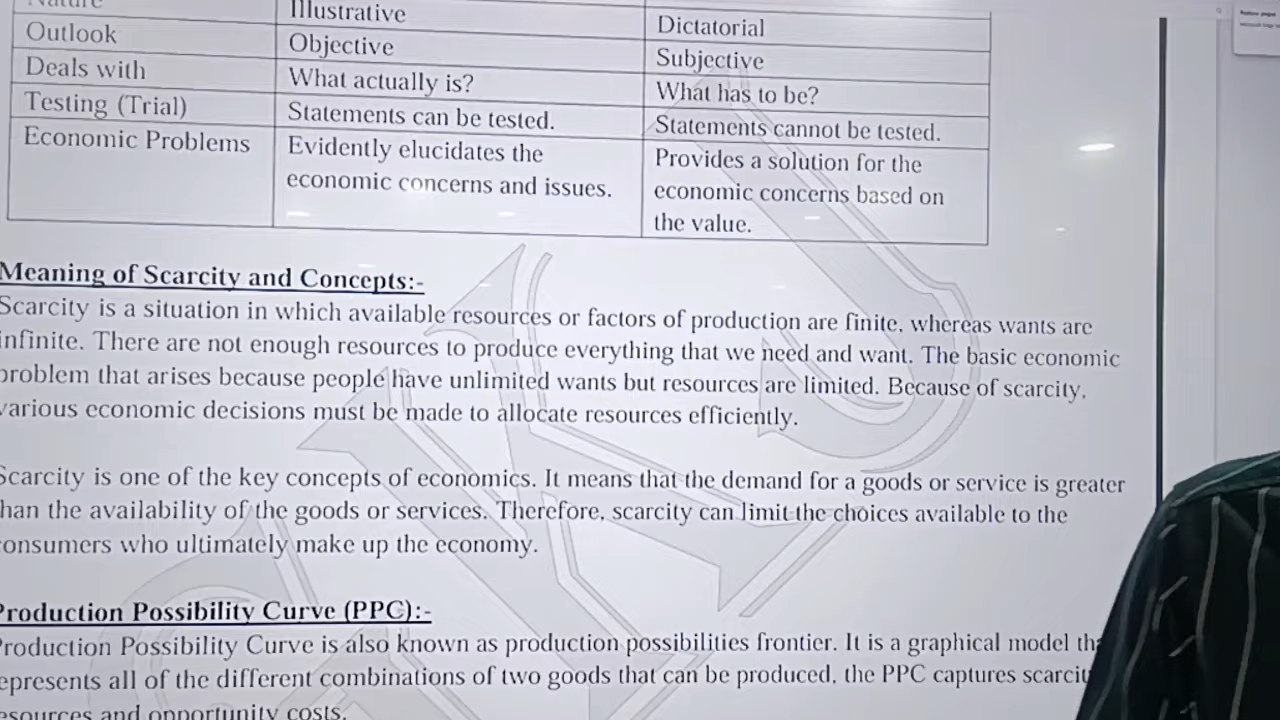 Nature Illustrative Dictatorial
Outlook Objective Subjective
Deals with What actually is? What has to be?
Testing (Trial) Statements can be tested. Statements cannot be tested.
Economic Problems Evidently elucidates the Provides a solution for the
economic concerns and issues. economic concerns based on
the value.
Meaning of Scarcity and Concepts:-
Scarcity is a situation in which available resources or factors of production are finite, whereas wants are
infinite. There are not enough resources to produce everything that we need and want. The basic economic
problem that arises because people have unlimited wants but resources are limited. Because of scarcity,
various economic decisions must be made to allocate resources efficiently.
Scarcity is one of the key concepts of economics. It means that the demand for a goods or service is greater
han the availability of the goods or services. Therefore, scarcity can limit the choices available to the
onsumers who ultimately make up the economy.
Production Possibility Curve (PPC):-
Production Possibility Curve is also known as production possibilities frontier. It is a graphical model tha
epresents all of the different combinations of two goods that can be produced, the PPC captures scarcit
esources and opportunity costs.